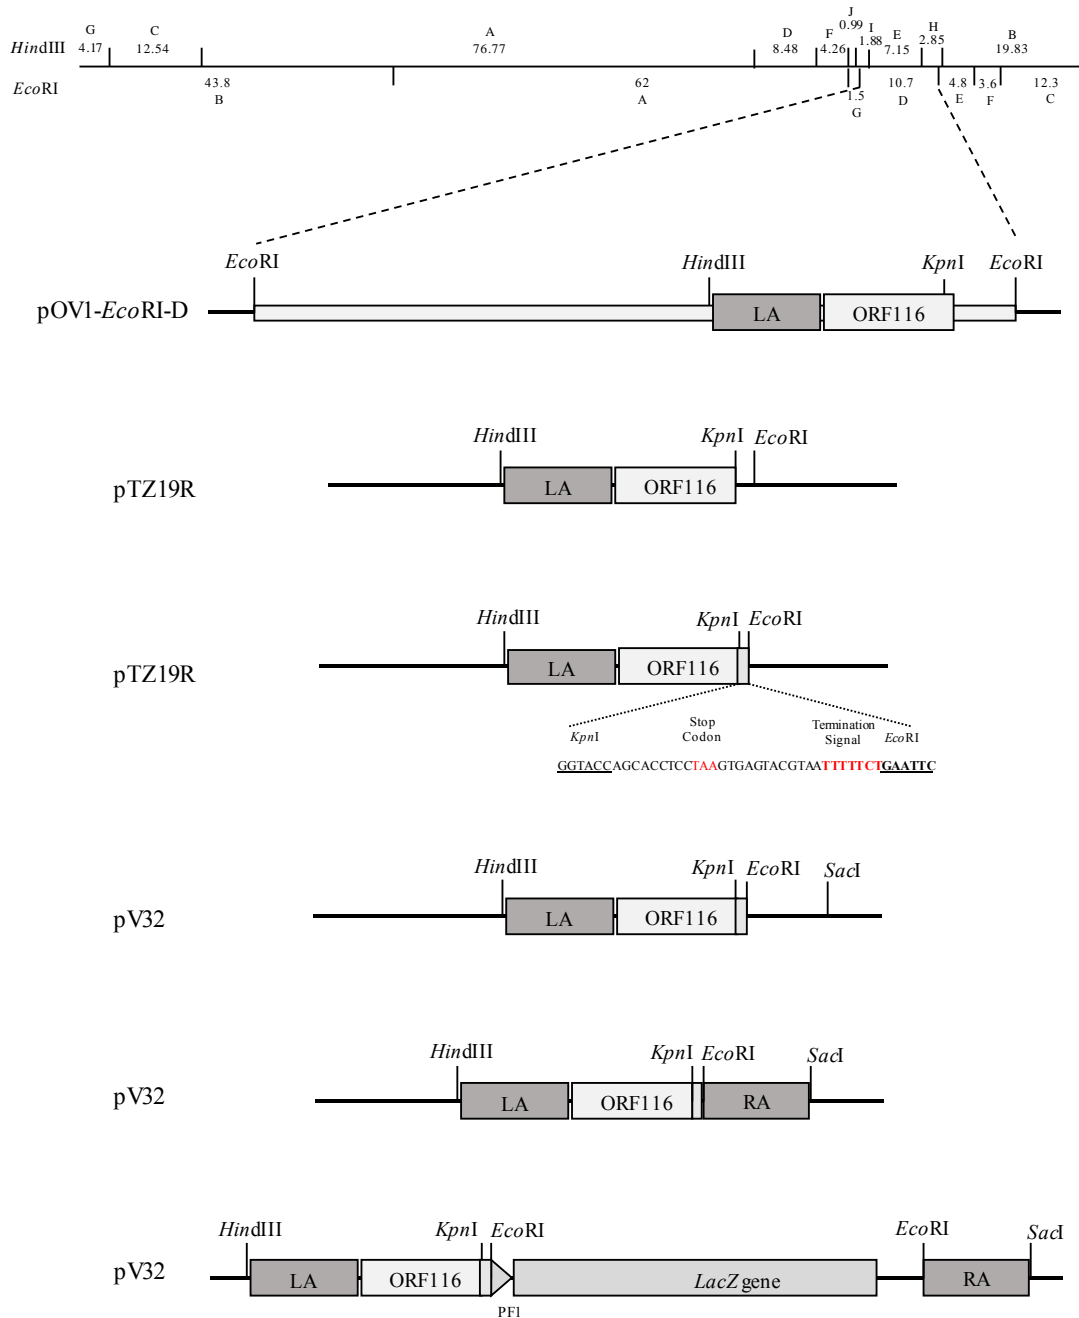 J
G C A D F 0.99 I E H B
HindIII 4.17 12.54 76.77 8.48 4.26 1.88 7.15 2.85 19.83
EcoRI 43.8 62 1.5 10.7 4.8 3.6 12.3
B A G D E F C
EcoRI HindIII KpnI EcoRI
pOV1-EcoRI-D LA ORF116
HindIII KpnI EcoRI
pTZ19R LA ORF116
HindIII KpnI EcoRI
pTZ19R LA ORF116
KpnI Stop Codon Termination Signal EcoRI
GGTACCAGCACCTCCTAAGTGAGTACGTAATTTTTCTGAATTC
HindIII KpnI EcoRI SacI
pV32 LA ORF116
HindIII KpnI EcoRI SacI
pV32 LA ORF116 RA
HindIII KpnI EcoRI EcoRI SacI
pV32 LA ORF116 LacZ gene RA
PF1